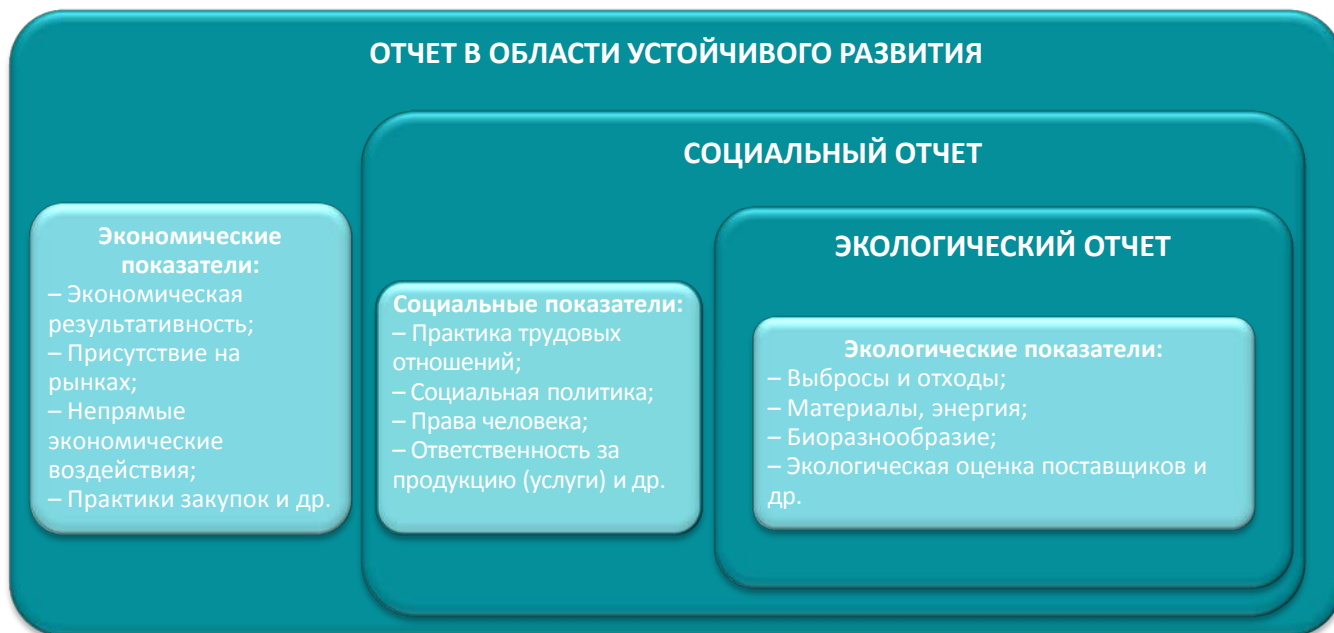 ОТЧЕТ В ОБЛАСТИ УСТОЙЧИВОГО РАЗВИТИЯ
СОЦИАЛЬНЫЙ ОТЧЕТ
ЭКОЛОГИЧЕСКИЙ ОТЧЕТ
Экономические
показатели:
– Экономическая
результативность;
– Присутствие на
рынках;
– Непрямые
экономические
воздействия;
– Практики закупок и др.
Социальные показатели:
– Практика трудовых
отношений;
– Социальная политика;
– Права человека;
– Ответственность за
продукцию (услуги) и др.
Экологические показатели:
– Выбросы и отходы;
– Материалы, энергия;
– Биоразнообразие;
– Экологическая оценка поставщиков и
др.